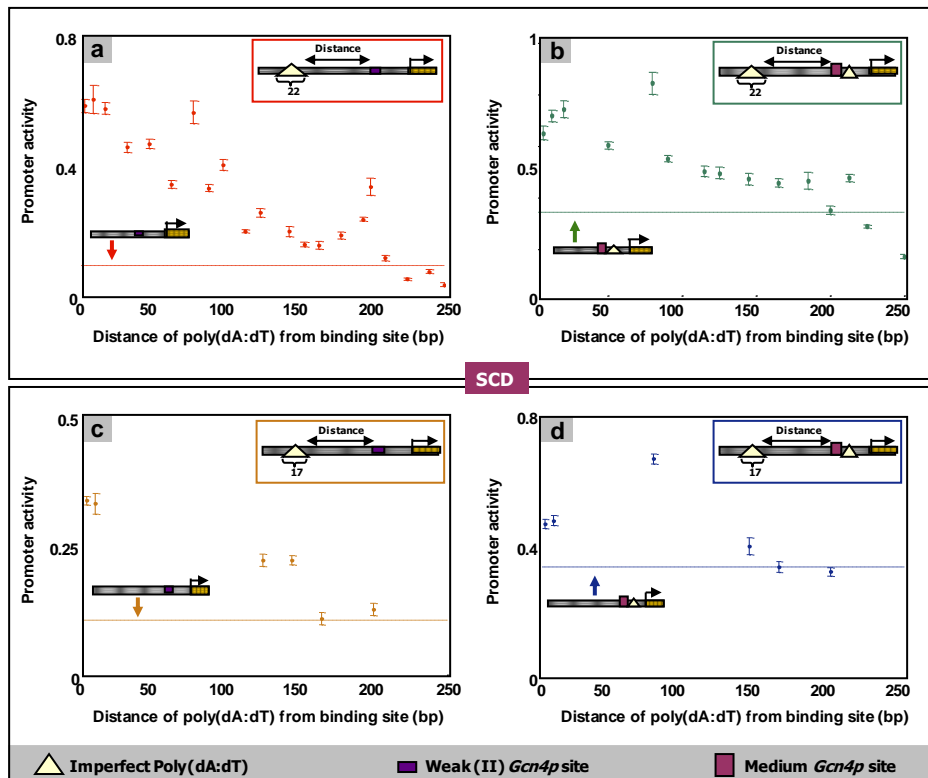 a
0.8
0.4
0
Promoter activity
Distance
22
0
50
100
150
200
250
Distance of poly(dA:dT) from binding site (bp)
b
1
0.5
0
Promoter activity
Distance
22
0
50
100
150
200
250
Distance of poly(dA:dT) from binding site (bp)
SCD
c
0.5
0.25
0
Promoter activity
Distance
17
0
50
100
150
200
250
Distance of poly(dA:dT) from binding site (bp)
d
0.8
0.4
0
Promoter activity
Distance
17
0
50
100
150
200
250
Distance of poly(dA:dT) from binding site (bp)
Imperfect Poly(dA:dT)
Weak (II) Gcn4p site
Medium Gcn4p site